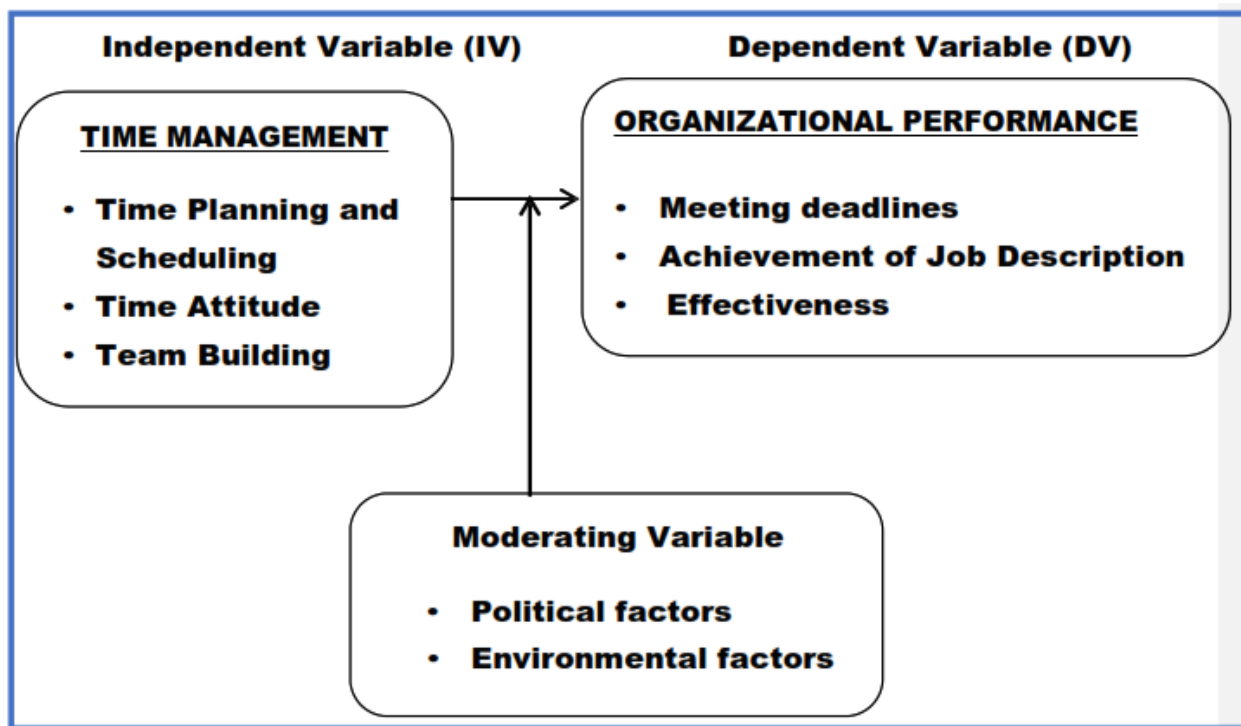 Independent Variable (IV)
Dependent Variable (DV)
TIME MANAGEMENT
• Time Planning and
Scheduling
• Time Attitude
• Team Building
ORGANIZATIONAL PERFORMANCE
• Meeting deadlines
• Achievement of Job Description
• Effectiveness
Moderating Variable
• Political factors
• Environmental factors